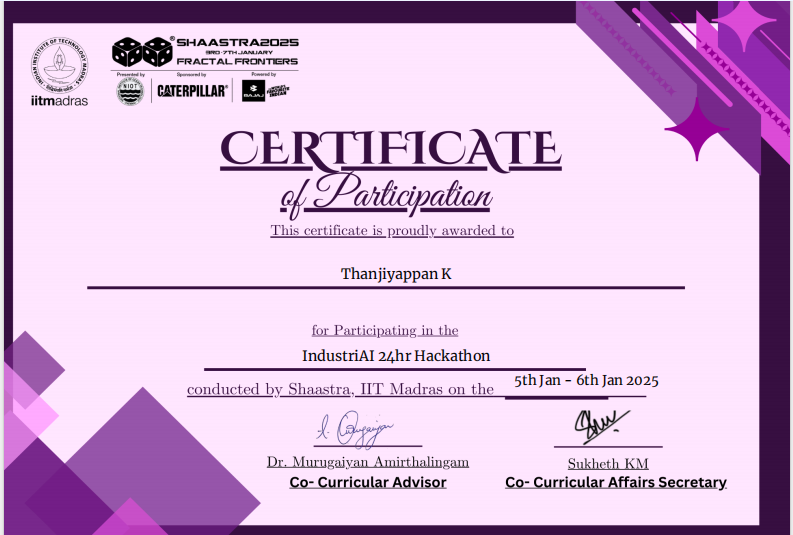 INDIAN INSTITUTE OF TECHNOLOGY MADRAS
iitmadras
SHAASTRA2025
3RD-7TH JANUARY
FRACTAL FRONTIERS
Presented by
Sponsored by
Powered by
NIOT
CATERPILLAR®
BAJAJ
CERTIFICATE
of Participation
This certificate is proudly awarded to
Thanjiyappan K
for Participating in the
IndustriAI 24hr Hackathon
conducted by Shaastra, IIT Madras on the 5th Jan – 6th Jan 2025
Dr. Murugaiyan Amirthalingam
Co- Curricular Advisor
Sukheth KM
Co- Curricular Affairs Secretary